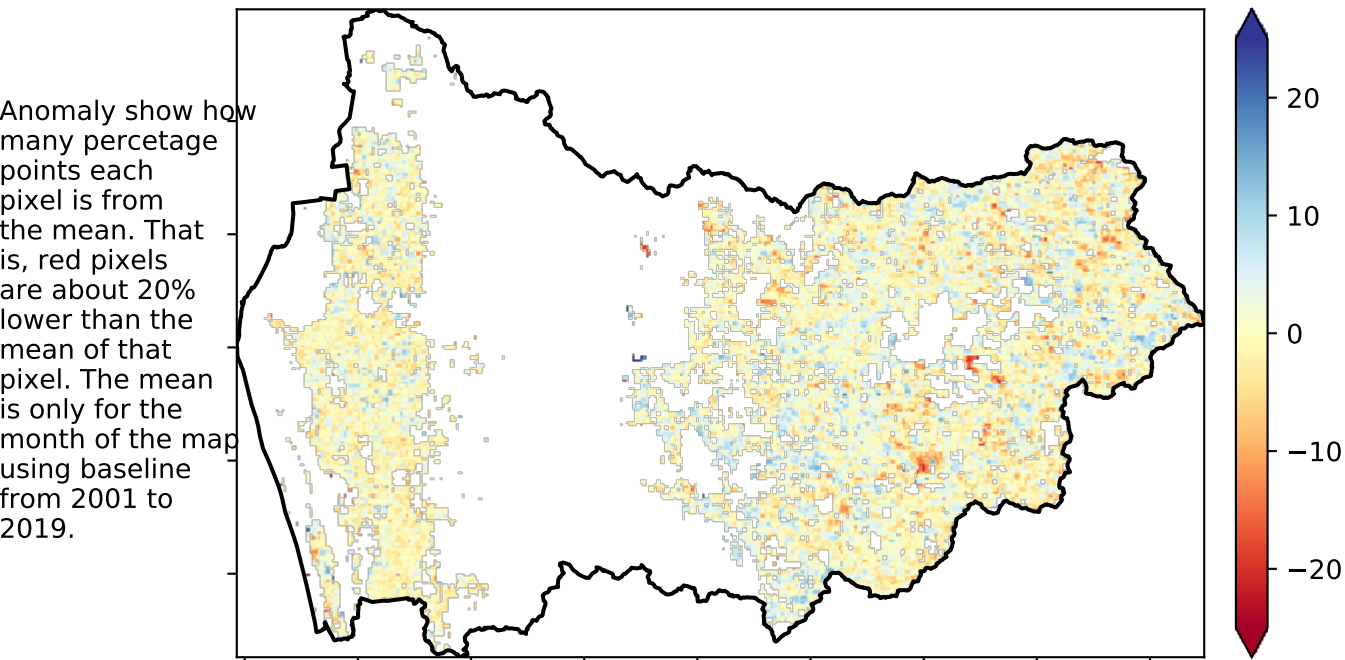 Anomaly show how
many percetage
points each
pixel is from
the mean. That
is, red pixels
are about 20%
lower than the
mean of that
pixel. The mean
is only for the
month of the map
using baseline
from 2001 to
2019.
20
10
0
−10
−20